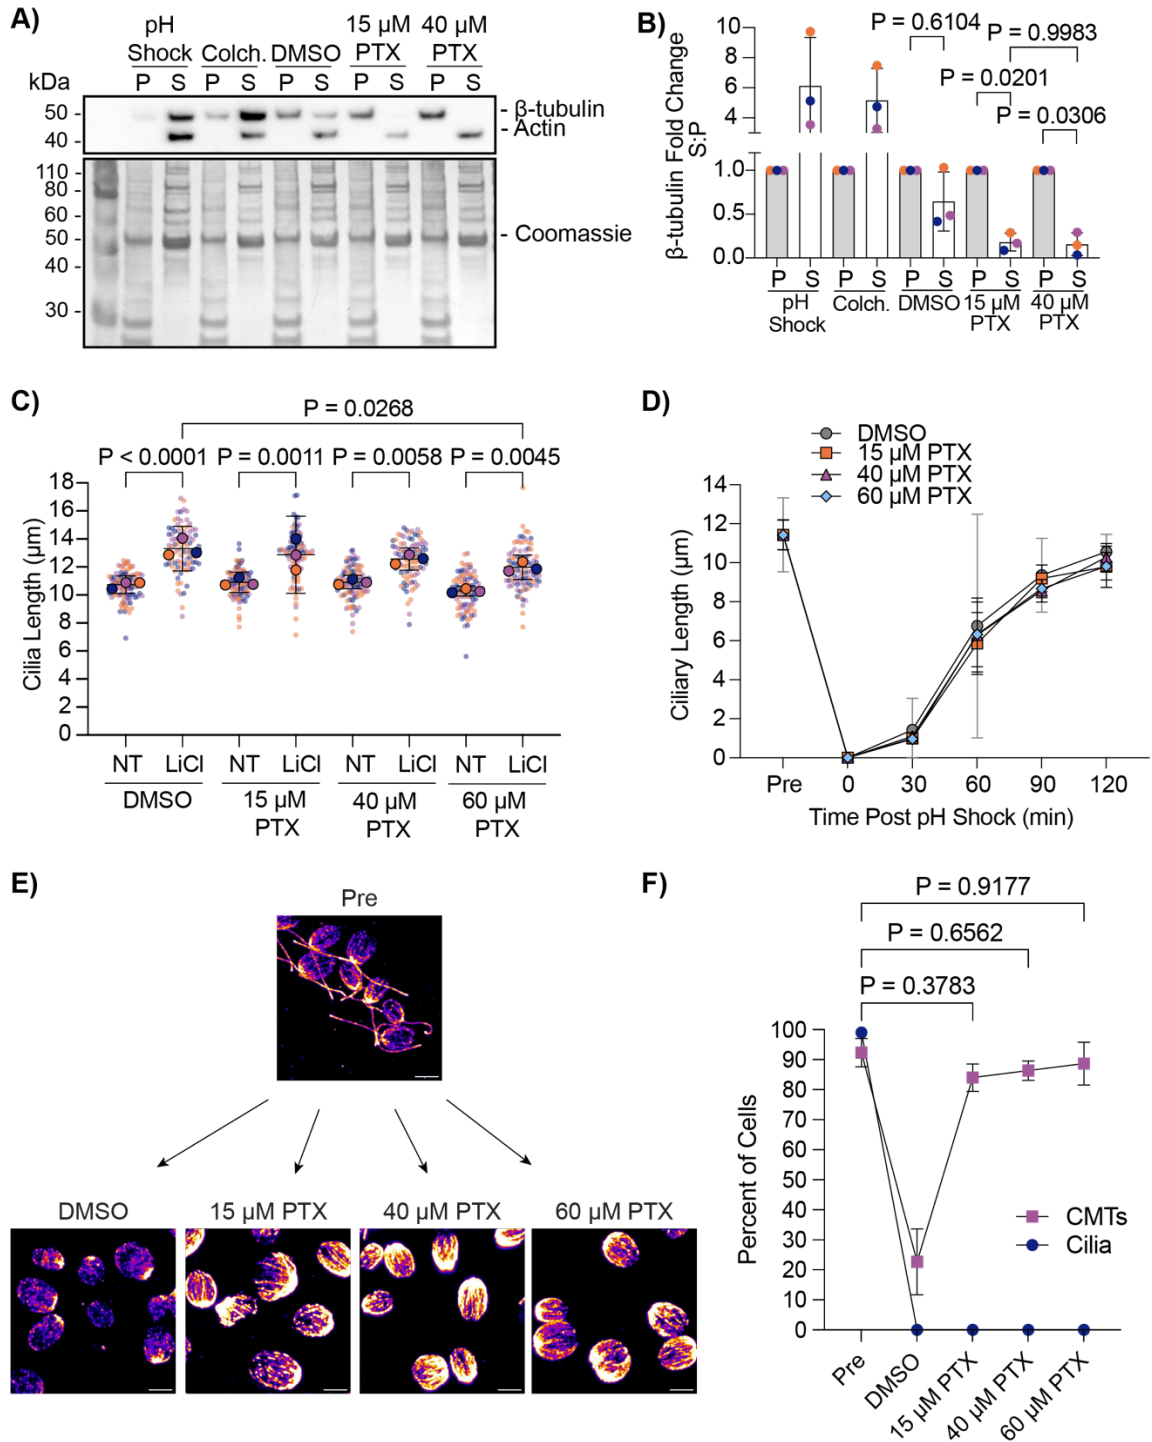 A)
pH Shock
Colch.
DMSO
15 µM PTX
40 µM PTX
kDa
P S P S P S P S P S
50 -
40 -
- β-tubulin
- Actin
110 -
80 -
60 -
50 -
40 -
30 -
- Coomassie
B)
β-tubulin Fold Change
S:P
10
8
6
4
1.0
0.5
0.0
P = 0.6104
P = 0.9983
P = 0.0201
P = 0.0306
P S P S P S P S P S
pH Shock
Colch.
DMSO
15 µM PTX
40 µM PTX
C)
P = 0.0268
P < 0.0001
P = 0.0011
P = 0.0058
P = 0.0045
Cilia Length (µm)
18
16
14
12
10
8
6
4
2
0
NT LiCl NT LiCl NT LiCl NT LiCl
DMSO
15 µM PTX
40 µM PTX
60 µM PTX
D)
DMSO
15 µM PTX
40 µM PTX
60 µM PTX
Ciliary Length (µm)
14
12
10
8
6
4
2
0
Pre 0 30 60 90 120
Time Post pH Shock (min)
E)
Pre
DMSO
15 µM PTX
40 µM PTX
60 µM PTX
F)
P = 0.9177
P = 0.6562
P = 0.3783
Percent of Cells
100
90
80
70
60
50
40
30
20
10
0
CMTs
Cilia
Pre
DMSO
15 µM PTX
40 µM PTX
60 µM PTX